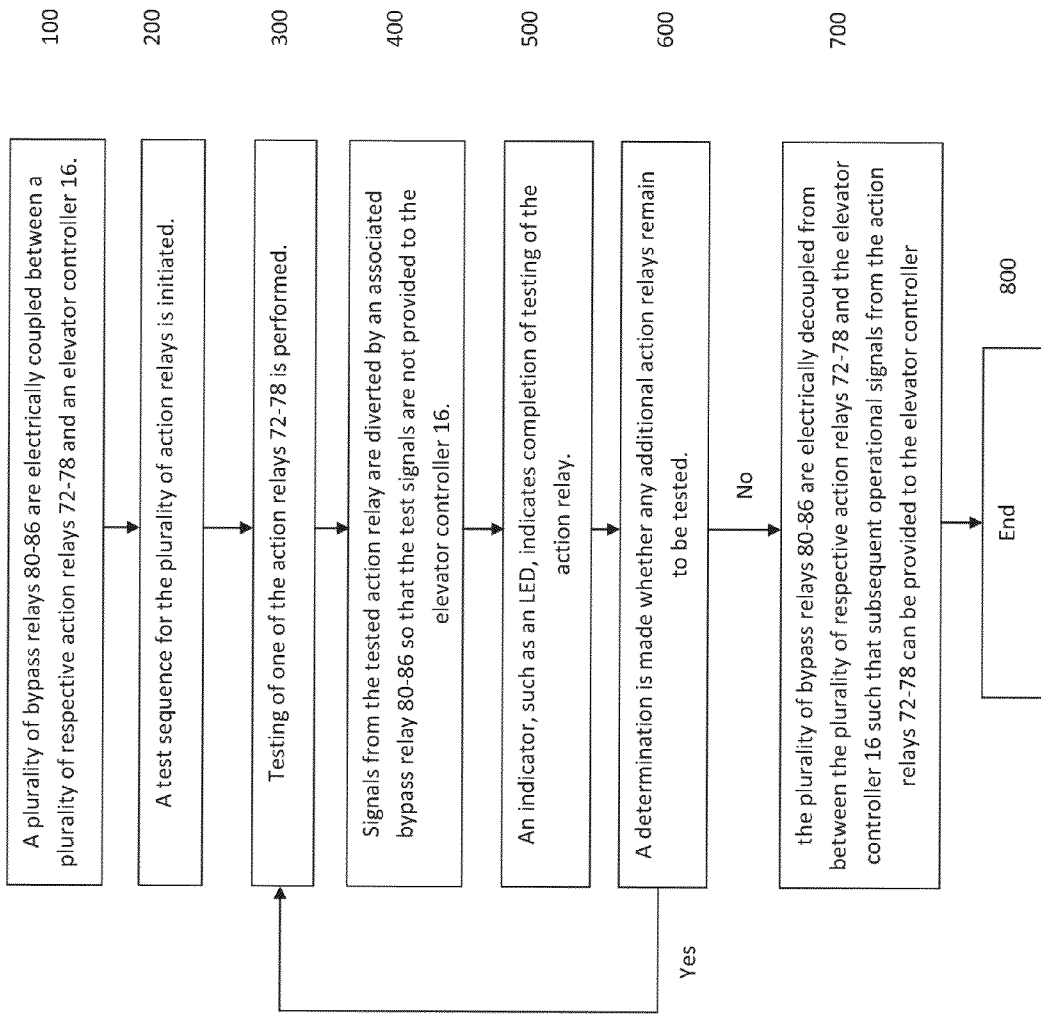 A plurality of bypass relays 80-86 are electrically coupled between a
plurality of respective action relays 72-78 and an elevator controller 16.
100
A test sequence for the plurality of action relays is initiated.
200
Testing of one of the action relays 72-78 is performed.
300
Signals from the tested action relay are diverted by an associated
bypass relay 80-86 so that the test signals are not provided to the
elevator controller 16.
400
An indicator, such as an LED, indicates completion of testing of the
action relay.
500
A determination is made whether any additional action relays remain
to be tested.
600
Yes
No
the plurality of bypass relays 80-86 are electrically decoupled from
between the plurality of respective action relays 72-78 and the elevator
controller 16 such that subsequent operational signals from the action
relays 72-78 can be provided to the elevator controller
700
End
800